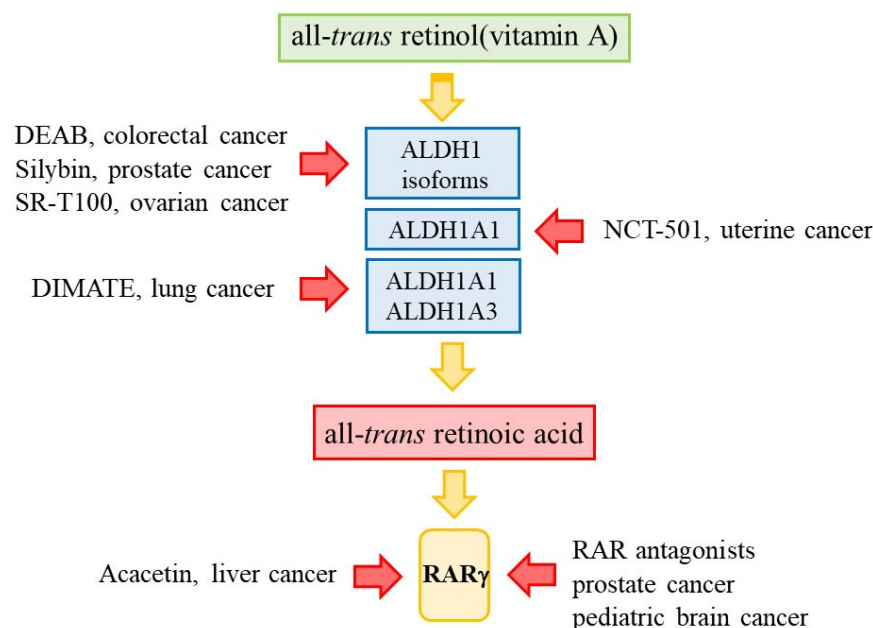 all-trans retinol(vitamin A)
DEAB, colorectal cancer
Silybin, prostate cancer
SR-T100, ovarian cancer
ALDH1
isoforms
ALDH1A1
NCT-501, uterine cancer
DIMATE, lung cancer
ALDH1A1
ALDH1A3
all-trans retinoic acid
Acacetin, liver cancer
RARγ
RAR antagonists
prostate cancer
pediatric brain cancer